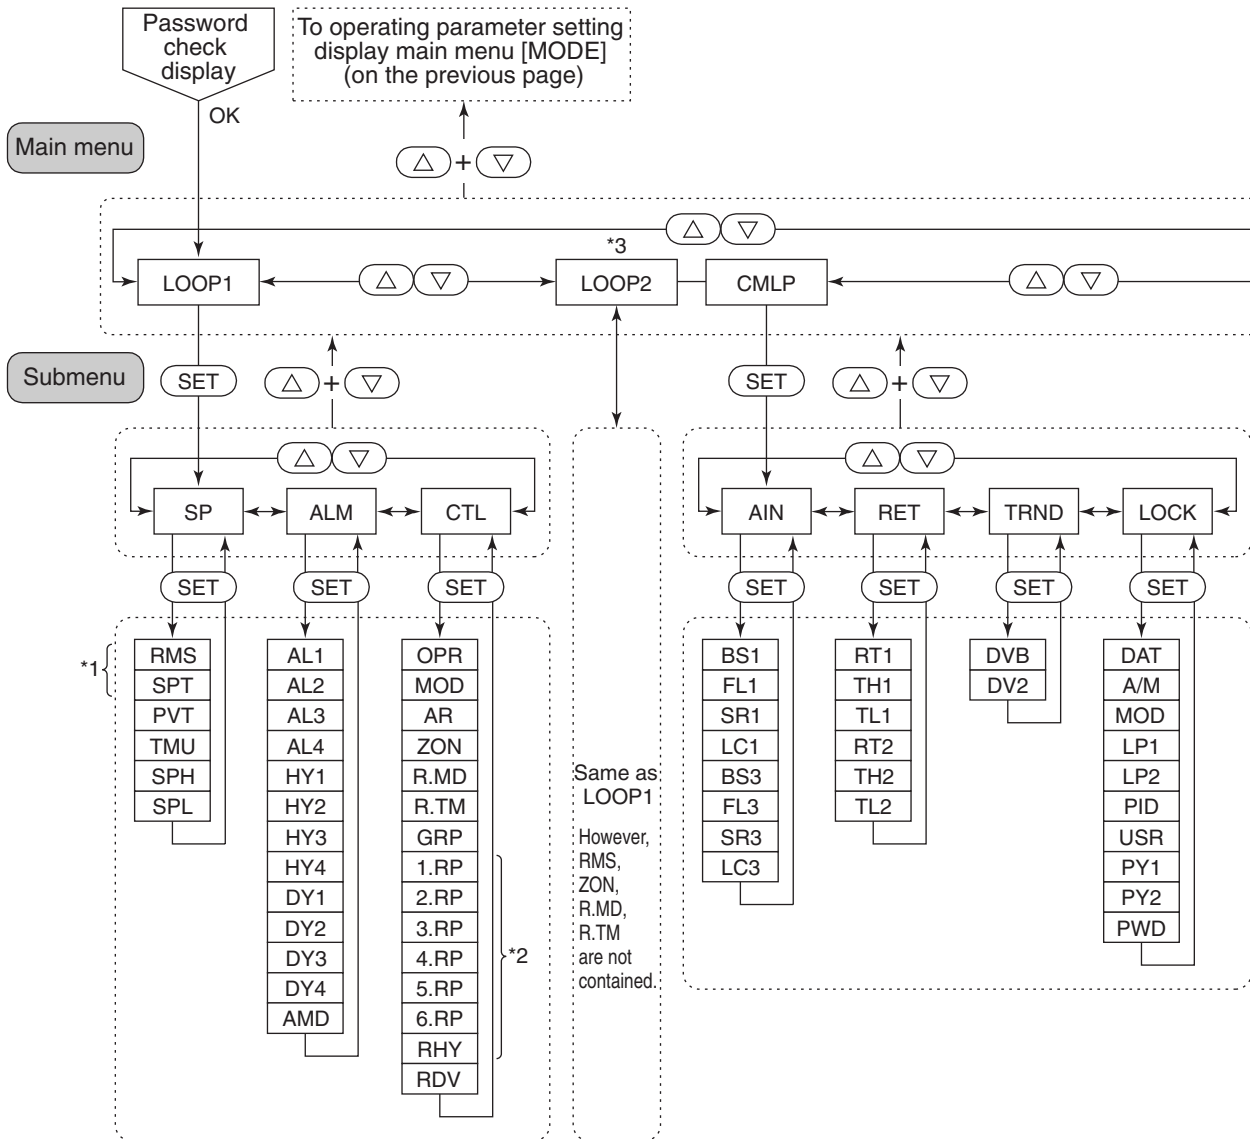 Password
check
display
To operating parameter setting
display main menu [MODE]
(on the previous page)
OK
Main menu
△ + ▽
△ ▽
*3
LOOP1
△ ▽
LOOP2
CMLP
△ ▽
Submenu
SET
△ + ▽
SET
△ + ▽
△ ▽
△ ▽
SP
ALM
CTL
AIN
RET
TRND
LOCK
SET
SET
SET
SET
SET
SET
SET
*1
RMS
SPT
PVT
TMU
SPH
SPL
AL1
AL2
AL3
AL4
HY1
HY2
HY3
HY4
DY1
DY2
DY3
DY4
AMD
OPR
MOD
AR
ZON
R.MD
R.TM
GRP
1.RP
2.RP
3.RP
4.RP
5.RP
6.RP
RHY
RDV
*2
Same as
LOOP1
However,
RMS,
ZON,
R.MD,
R.TM
are not
contained.
BS1
FL1
SR1
LC1
BS3
FL3
SR3
LC3
RT1
TH1
TL1
RT2
TH2
TL2
DVB
DV2
DAT
A/M
MOD
LP1
LP2
PID
USR
PY1
PY2
PWD